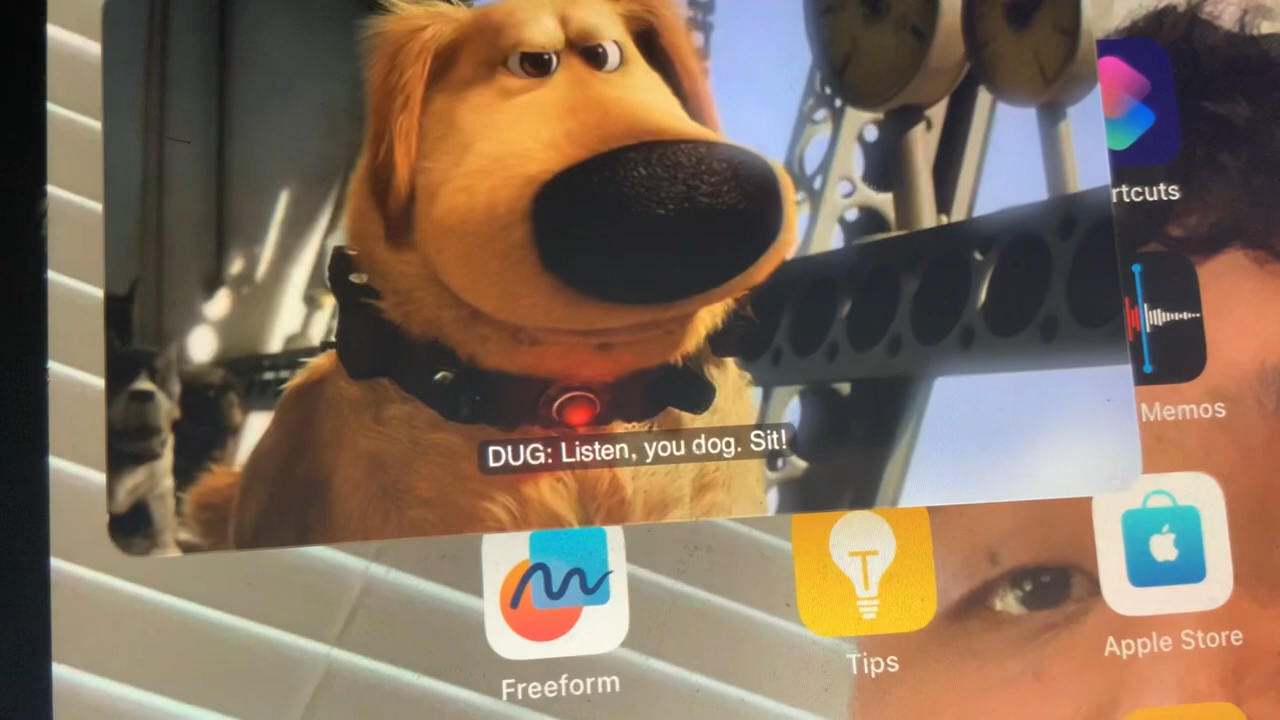 rtcuts
Memos
DUG: Listen, you dog. Sit!
Freeform
Tips
Apple Store